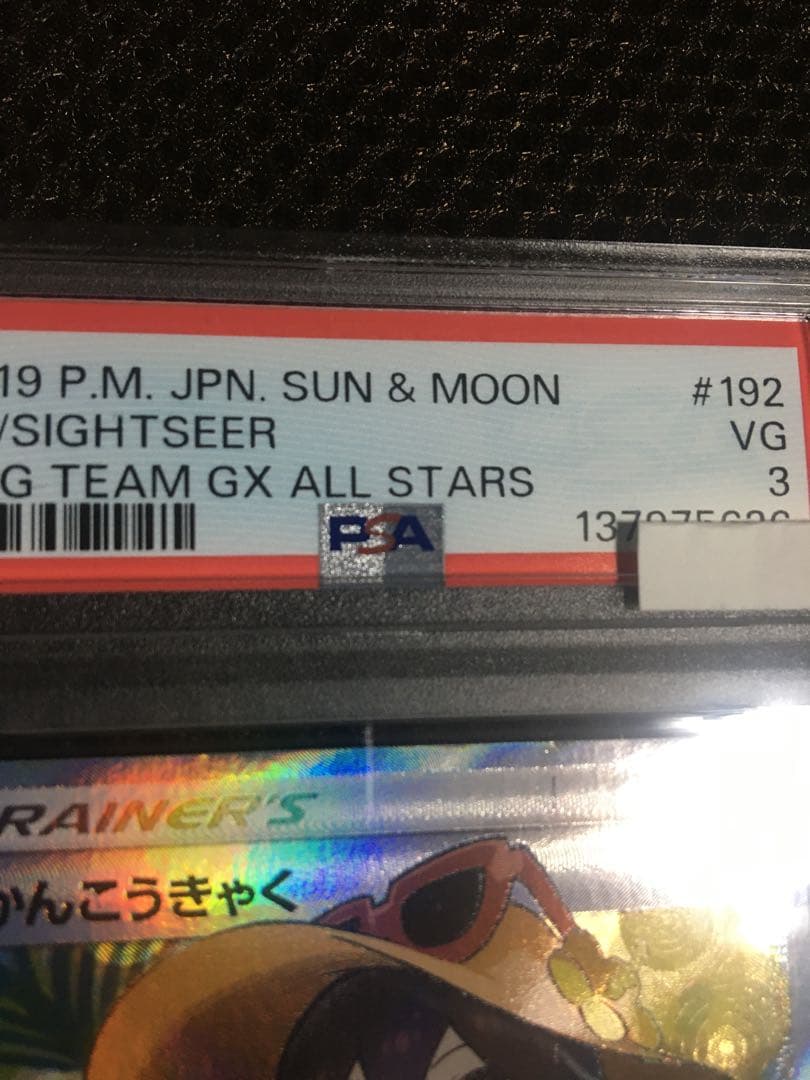 19 P.M. JPN. SUN & MOON #192
/SIGHTSEER VG
G TEAM GX ALL STARS 3
PSA
RAINER'S
かんこうきゃく